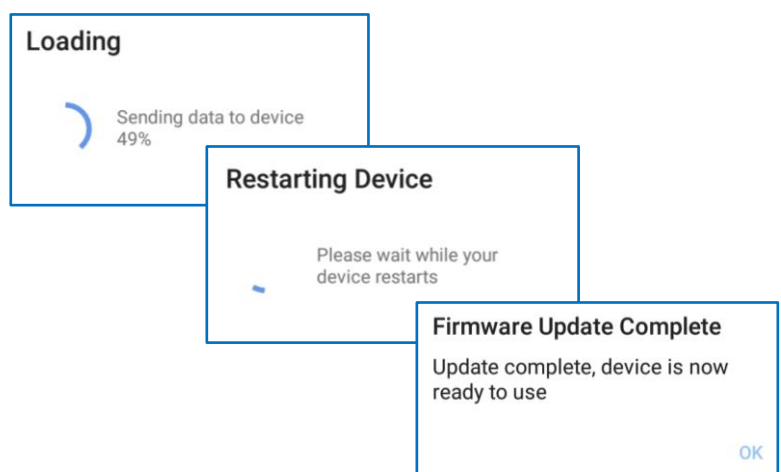 Loading
Sending data to device
49%
Restarting Device
Please wait while your
device restarts
Firmware Update Complete
Update complete, device is now
ready to use
OK